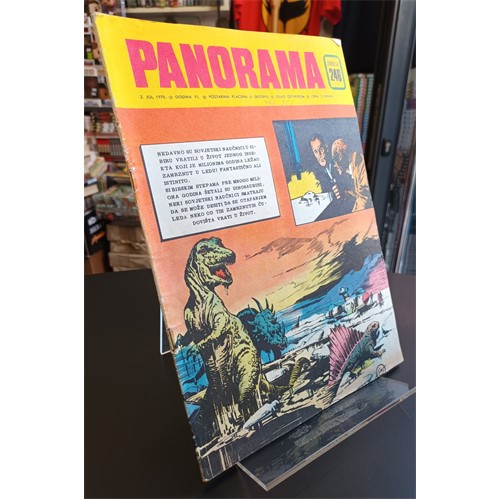 PANORAMA
248
NEDAVNO SU SOVJETSKI NAUČNICI U SI-
BIRU VRATILI U ŽIVOT JEDNOG INSE-
KTA KOJI JE MILIONIMA GODINA LEŽAO
ZAMRZNUT U LEDU! FANTASTIČNO ALI
ISTINITO.
SIBIRSKIM STEPAMA PRE MNOGO MILI-
ONA GODINA ŠETALI SU DINOSAURUSI.
NEKI SOVJETSKI NAUČNICI SMATRAJU
DA SE MOŽE DESITI DA SE OTAPANJEM
LEDA NEKO OD TIH ZAMRZNUTIH ČU-
DOVIŠTA VRATI U ŽIVOT.